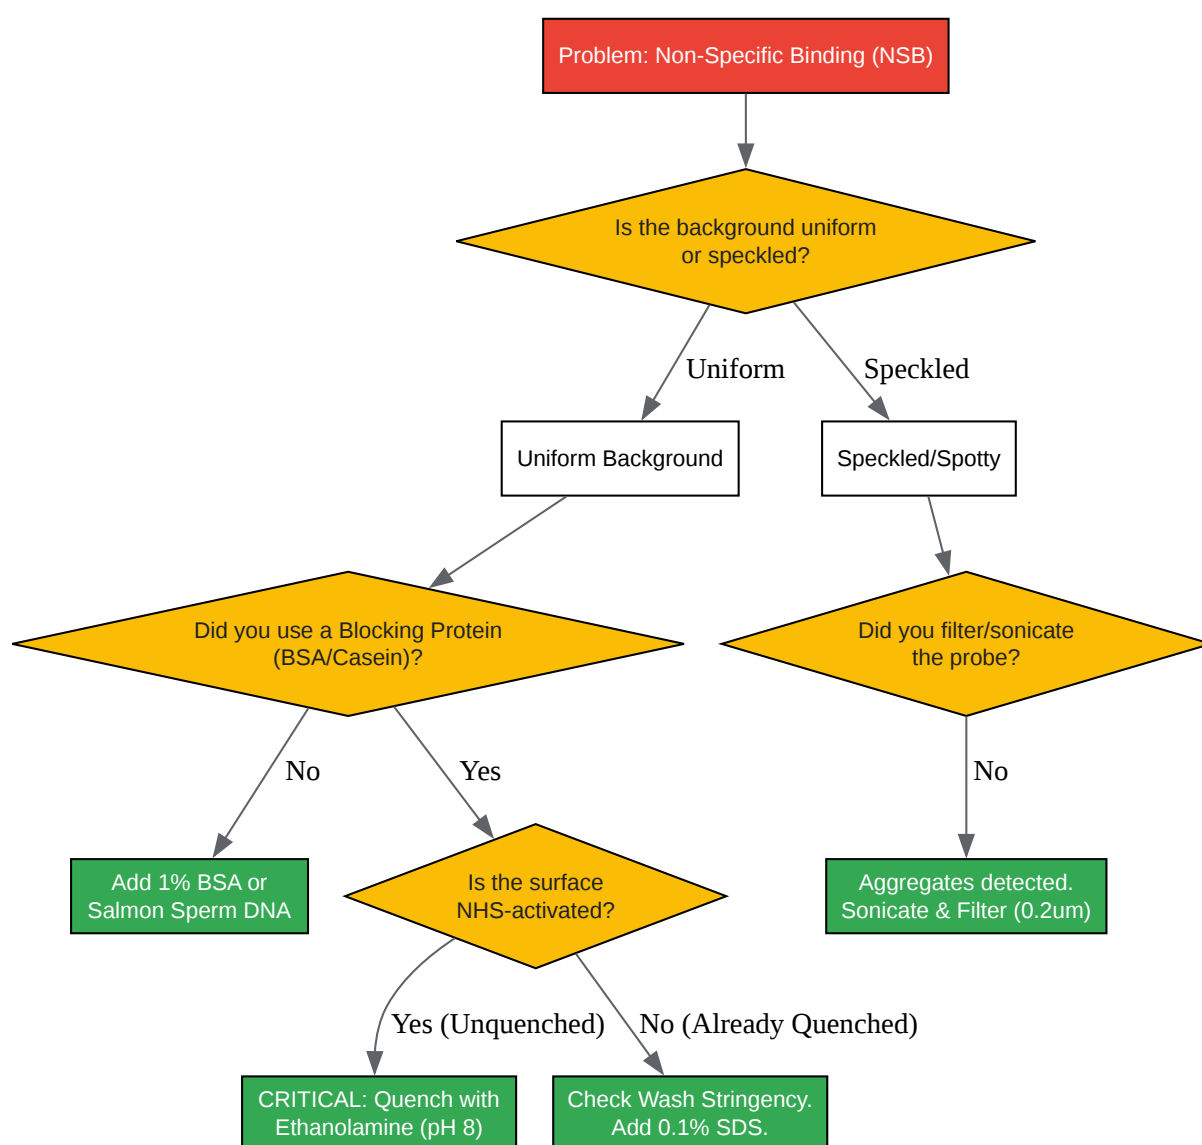 Problem: Non-Specific Binding (NSB)
Is the background uniform
or speckled?
Uniform
Speckled
Uniform Background
Speckled/Spotty
Did you use a Blocking Protein
(BSA/Casein)?
Did you filter/sonicate
the probe?
No
Yes
No
Add 1% BSA or
Salmon Sperm DNA
Is the surface
NHS-activated?
Aggregates detected.
Sonicate & Filter (0.2um)
Yes (Unquenched)
No (Already Quenched)
CRITICAL: Quench with
Ethanolamine (pH 8)
Check Wash Stringency.
Add 0.1% SDS.